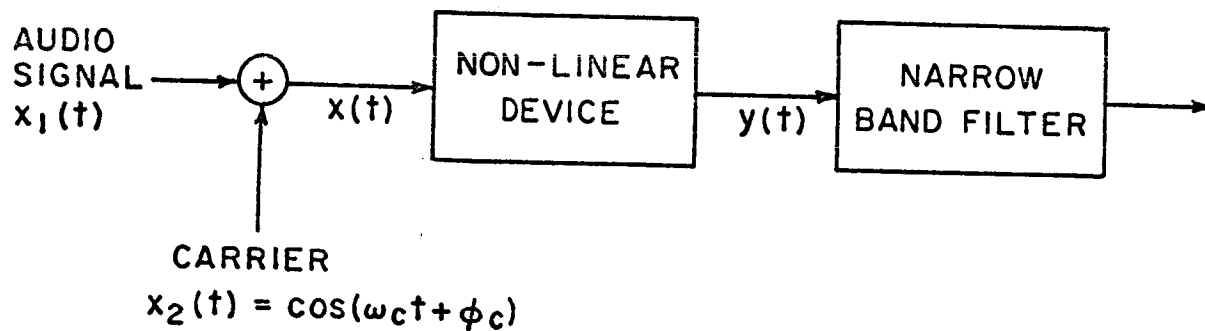 AUDIO
SIGNAL
x₁(t)
+
x(t)
NON-LINEAR
DEVICE
y(t)
NARROW
BAND FILTER
CARRIER
x₂(t) = cos(ω_c t + ϕ_c)